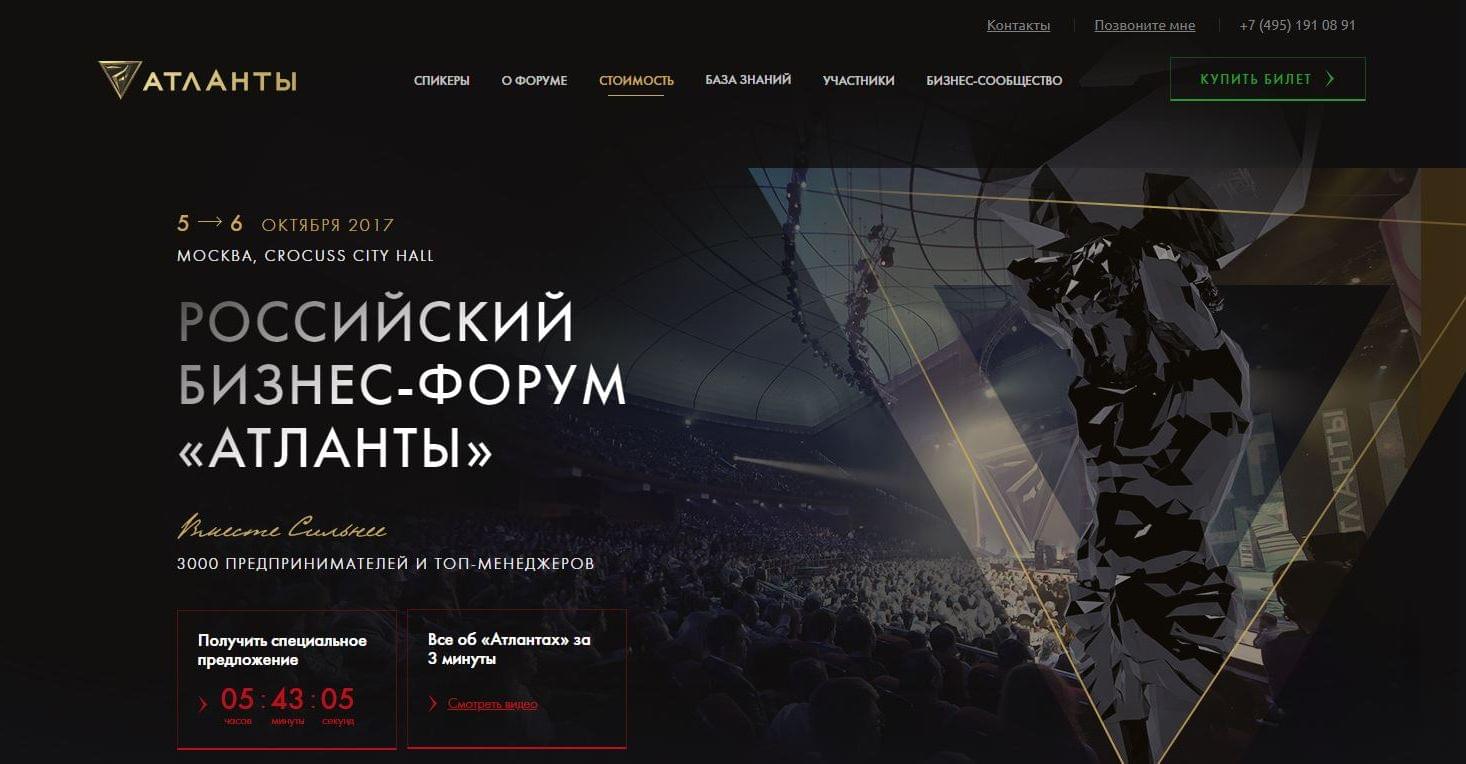 Контакты
Позвоните мне
+7 (495) 191 08 91
АТЛАНТЫ
СПИКЕРЫ
О ФОРУМЕ
СТОИМОСТЬ
БАЗА ЗНАНИЙ
УЧАСТНИКИ
БИЗНЕС-СООБЩЕСТВО
КУПИТЬ БИЛЕТ
5 → 6 ОКТЯБРЯ 2017
МОСКВА, CROCUSS CITY HALL
РОССИЙСКИЙ
БИЗНЕС-ФОРУМ
«АТЛАНТЫ»
Вместе Сильнее
3000 ПРЕДПРИНИМАТЕЛЕЙ И ТОП-МЕНЕДЖЕРОВ
Получить специальное
предложение
05 : 43 : 05
часов минуты секунд
Все об «Атлантах» за
3 минуты
Смотреть видео
АТЛАНТЫ